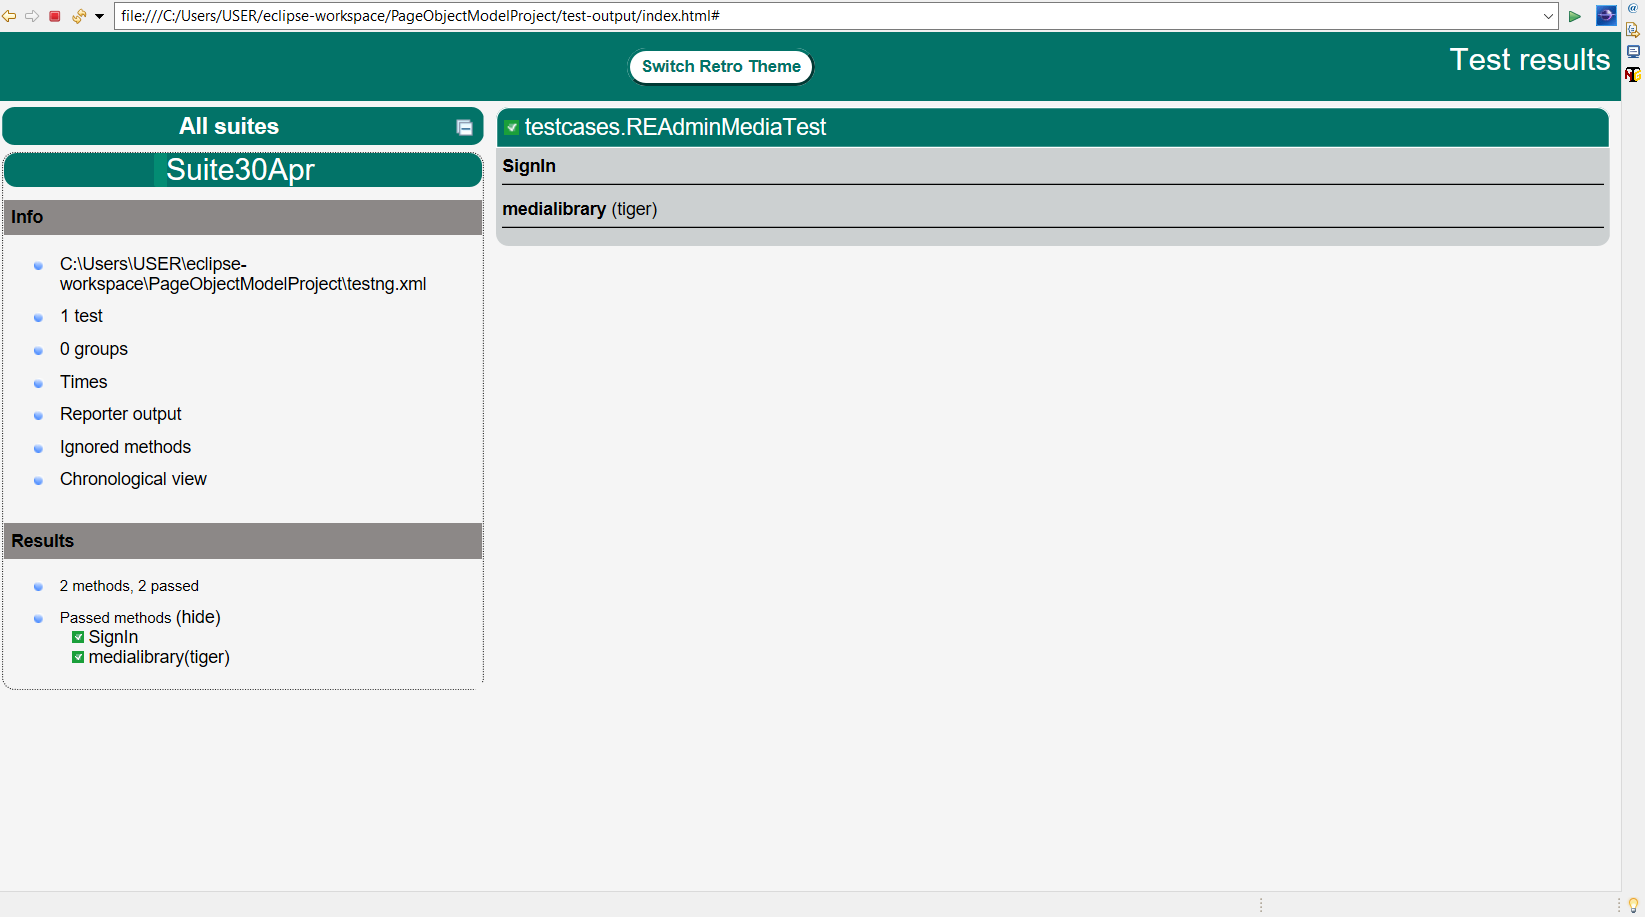 file:///C:/Users/USER/eclipse-workspace/PageObjectModelProject/test-output/index.html#
Switch Retro Theme
Test results
All suites
Suite30Apr
Info
C:\Users\USER\eclipse-
workspace\PageObjectModelProject\testng.xml
1 test
0 groups
Times
Reporter output
Ignored methods
Chronological view
Results
2 methods, 2 passed
Passed methods (hide)
SignIn
medialibrary(tiger)
testcases.REAdminMediaTest
SignIn
medialibrary (tiger)